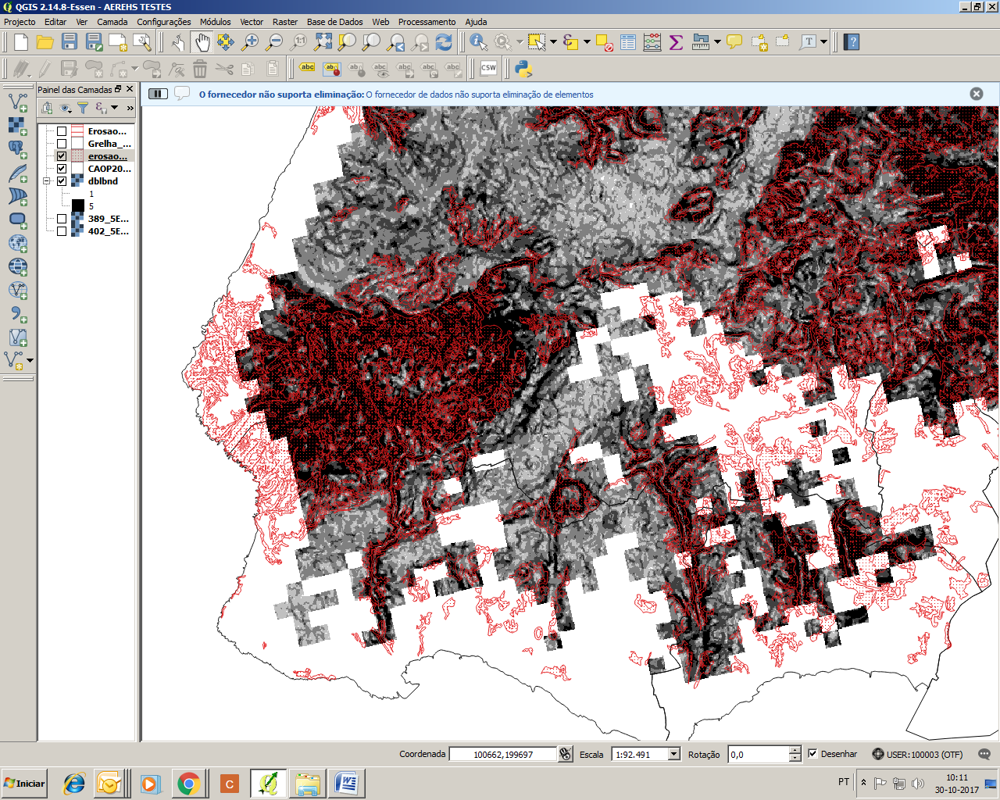 QGIS 2.14.8-Essen - AEREHS TESTES
Projecto Editar Ver Camada Configurações Módulos Vector Raster Base de Dados Web Processamento Ajuda
abc abc abc abc abc abc abc CSW
Painel das Camadas
O fornecedor não suporta eliminação: O fornecedor de dados não suporta eliminação de elementos
Erosao...
Grelha_...
erosao...
CAOP20...
dblbnd
1
5
389_5E...
402_5E...
Coordenada 100662,199697 Escala 1:92.491 Rotação 0,0 Desenhar USER:100003 (OTF)
Iniciar
PT
10:11
30-10-2017